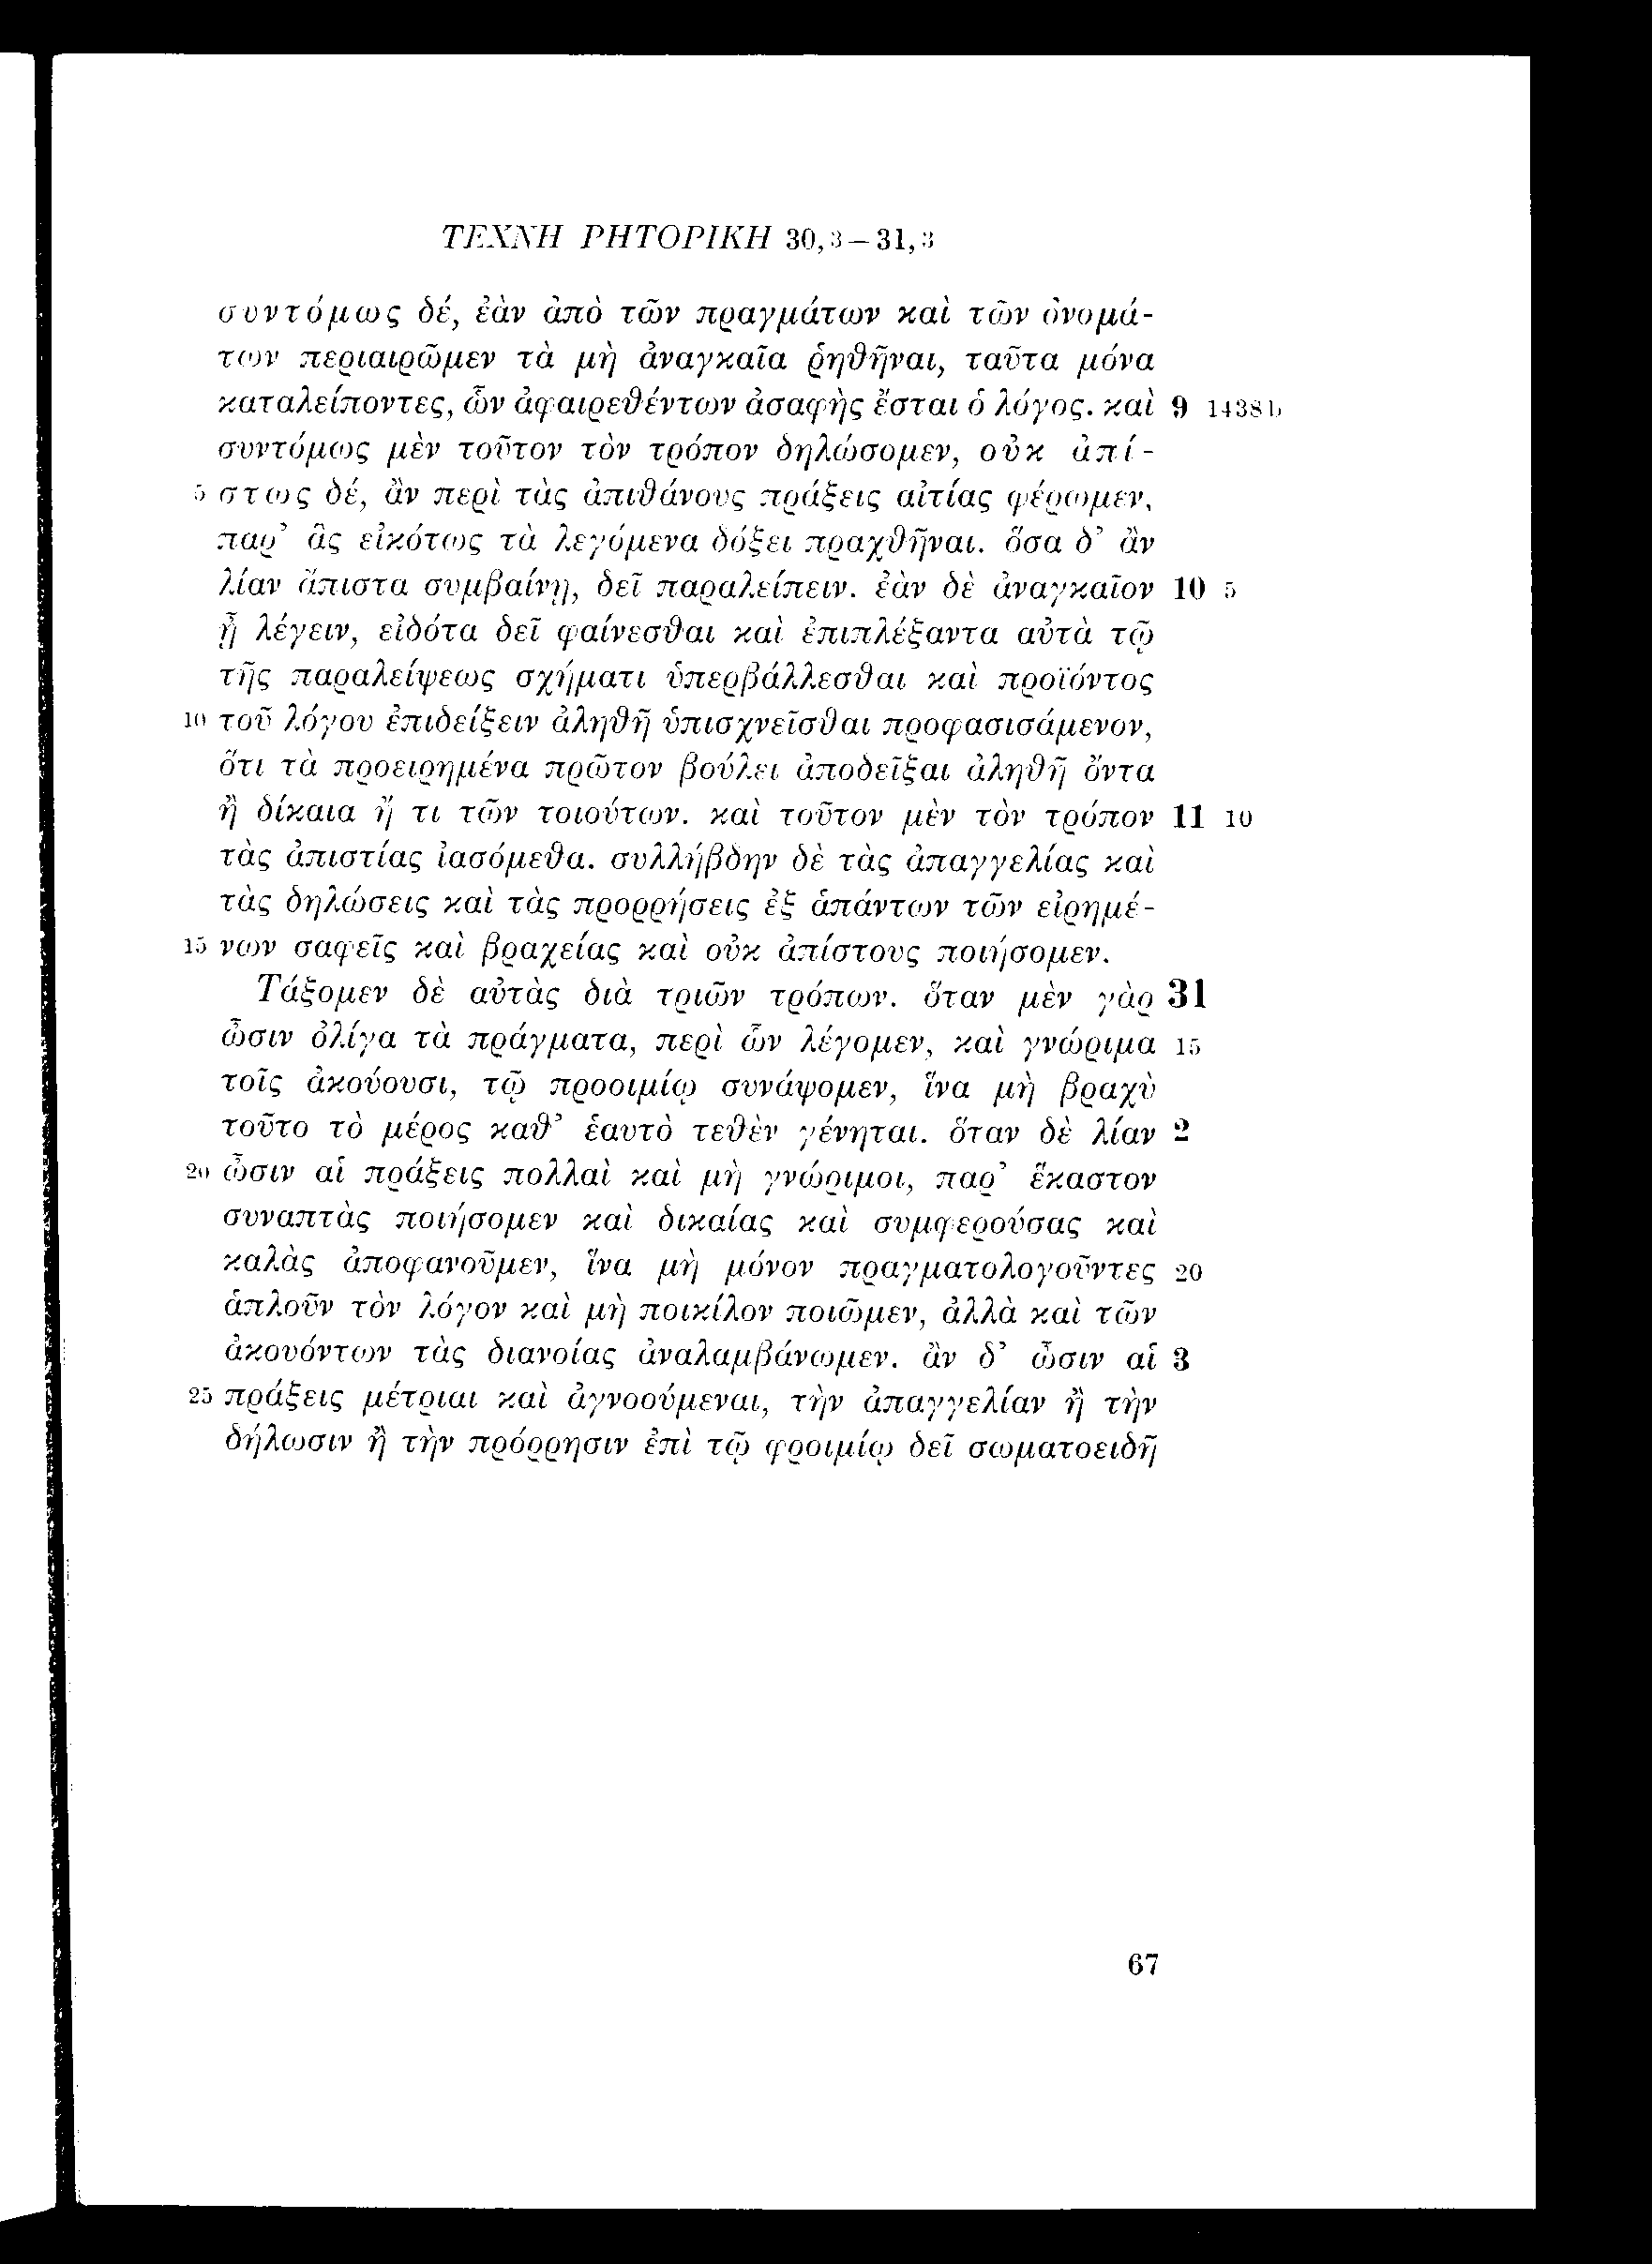 ΤΕΧΝΗ ΡΗΤΟΡΙΚΗ 30,3 – 31,3
συντόμως δέ, ἐὰν ἀπὸ τῶν πραγμάτων καὶ τῶν ὀνομά-
των περιαιρῶμεν τὰ μὴ ἀναγκαῖα ῥηθῆναι, ταῦτα μόνα
καταλείποντες, ὧν ἀφαιρεθέντων ἀσαφὴς ἔσται ὁ λόγος. καὶ 9 1438b
συντόμως μὲν τοῦτον τὸν τρόπον δηλώσομεν, οὐκ ἀπί-
5 στως δέ, ἂν περὶ τὰς ἀπιθάνους πράξεις αἰτίας φέρωμεν,
παρ’ ἃς εἰκότως τὰ λεγόμενα δόξει πραχθῆναι. ὅσα δ’ ἂν
λίαν ἄπιστα συμβαίνῃ, δεῖ παραλείπειν. ἐὰν δὲ ἀναγκαῖον 10 5
ᾖ λέγειν, εἰδότα δεῖ φαίνεσθαι καὶ ἐπιπλέξαντα αὐτὰ τῷ
τῆς παραλείψεως σχήματι ὑπερβάλλεσθαι καὶ προϊόντος
10 τοῦ λόγου ἐπιδείξειν ἀληθῆ ὑπισχνεῖσθαι προφασισάμενον,
ὅτι τὰ προειρημένα πρῶτον βούλει ἀποδεῖξαι ἀληθῆ ὄντα
ἢ δίκαια ἤ τι τῶν τοιούτων. καὶ τοῦτον μὲν τὸν τρόπον 11 10
τὰς ἀπιστίας ἰασόμεθα. συλλήβδην δὲ τὰς ἀπαγγελίας καὶ
τὰς δηλώσεις καὶ τὰς προρρήσεις ἐξ ἁπάντων τῶν εἰρημέ-
15 νων σαφεῖς καὶ βραχείας καὶ οὐκ ἀπίστους ποιήσομεν.
Τάξομεν δὲ αὐτὰς διὰ τριῶν τρόπων. ὅταν μὲν γὰρ 31
ὦσιν ὀλίγα τὰ πράγματα, περὶ ὧν λέγομεν, καὶ γνώριμα 15
τοῖς ἀκούουσι, τῷ προοιμίῳ συνάψομεν, ἵνα μὴ βραχὺ
τοῦτο τὸ μέρος καθ’ ἑαυτὸ τεθὲν γένηται. ὅταν δὲ λίαν 2
20 ὦσιν αἱ πράξεις πολλαὶ καὶ μὴ γνώριμοι, παρ’ ἕκαστον
συναπτὰς ποιήσομεν καὶ δικαίας καὶ συμφερούσας καὶ
καλὰς ἀποφανοῦμεν, ἵνα μὴ μόνον πραγματολογοῦντες 20
ἁπλοῦν τὸν λόγον καὶ μὴ ποικίλον ποιῶμεν, ἀλλὰ καὶ τῶν
ἀκουόντων τὰς διανοίας ἀναλαμβάνωμεν. ἂν δ’ ὦσιν αἱ 3
25 πράξεις μέτριαι καὶ ἀγνοούμεναι, τὴν ἀπαγγελίαν ἢ τὴν
δήλωσιν ἢ τὴν πρόρρησιν ἐπὶ τῷ φροιμίῳ δεῖ σωματοειδῆ
67